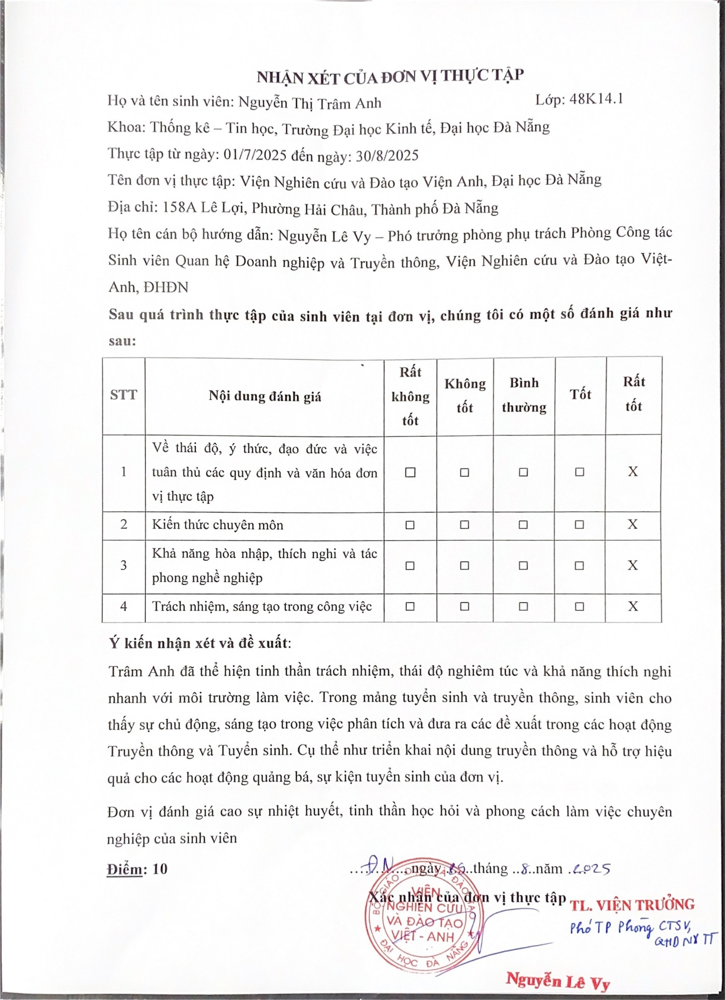 NHẬN XÉT CỦA ĐƠN VỊ THỰC TẬP
Họ và tên sinh viên: Nguyễn Thị Trâm Anh Lớp: 48K14.1
Khoa: Thống kê – Tin học, Trường Đại học Kinh tế, Đại học Đà Nẵng
Thực tập từ ngày: 01/7/2025 đến ngày: 30/8/2025
Tên đơn vị thực tập: Viện Nghiên cứu và Đào tạo Viện Anh, Đại học Đà Nẵng
Địa chỉ: 158A Lê Lợi, Phường Hải Châu, Thành phố Đà Nẵng
Họ tên cán bộ hướng dẫn: Nguyễn Lê Vy – Phó trưởng phòng phụ trách Phòng Công tác
Sinh viên Quan hệ Doanh nghiệp và Truyền thông, Viện Nghiên cứu và Đào tạo Việt-
Anh, ĐHĐN
Sau quá trình thực tập của sinh viên tại đơn vị, chúng tôi có một số đánh giá như
sau:
STT Nội dung đánh giá Rất không tốt Không tốt Bình thường Tốt Rất tốt
Về thái độ, ý thức, đạo đức và việc
1 tuân thủ các quy định và văn hóa đơn □ □ □ □ X
vị thực tập
2 Kiến thức chuyên môn □ □ □ □ X
3 Khả năng hòa nhập, thích nghi và tác □ □ □ □ X
phong nghề nghiệp
4 Trách nhiệm, sáng tạo trong công việc □ □ □ □ X
Ý kiến nhận xét và đề xuất:
Trâm Anh đã thể hiện tinh thần trách nhiệm, thái độ nghiêm túc và khả năng thích nghi
nhanh với môi trường làm việc. Trong mảng tuyển sinh và truyền thông, sinh viên cho
thấy sự chủ động, sáng tạo trong việc phân tích và đưa ra các đề xuất trong các hoạt động
Truyền thông và Tuyển sinh. Cụ thể như triển khai nội dung truyền thông và hỗ trợ hiệu
quả cho các hoạt động quảng bá, sự kiện tuyển sinh của đơn vị.
Đơn vị đánh giá cao sự nhiệt huyết, tinh thần học hỏi và phong cách làm việc chuyên
nghiệp của sinh viên
Điểm: 10 ĐN, ngày tháng 8 năm 2025
Xác nhận của đơn vị thực tập
TL. VIỆN TRƯỞNG
Phó TP Phòng CTSV,
QHDN&TT
BỘ GIÁO DỤC VÀ ĐÀO TẠO
VIỆN
NGHIÊN CỨU
VÀ ĐÀO TẠO
VIỆT - ANH
★ ĐẠI HỌC ĐÀ NẴNG ★
Nguyễn Lê Vy